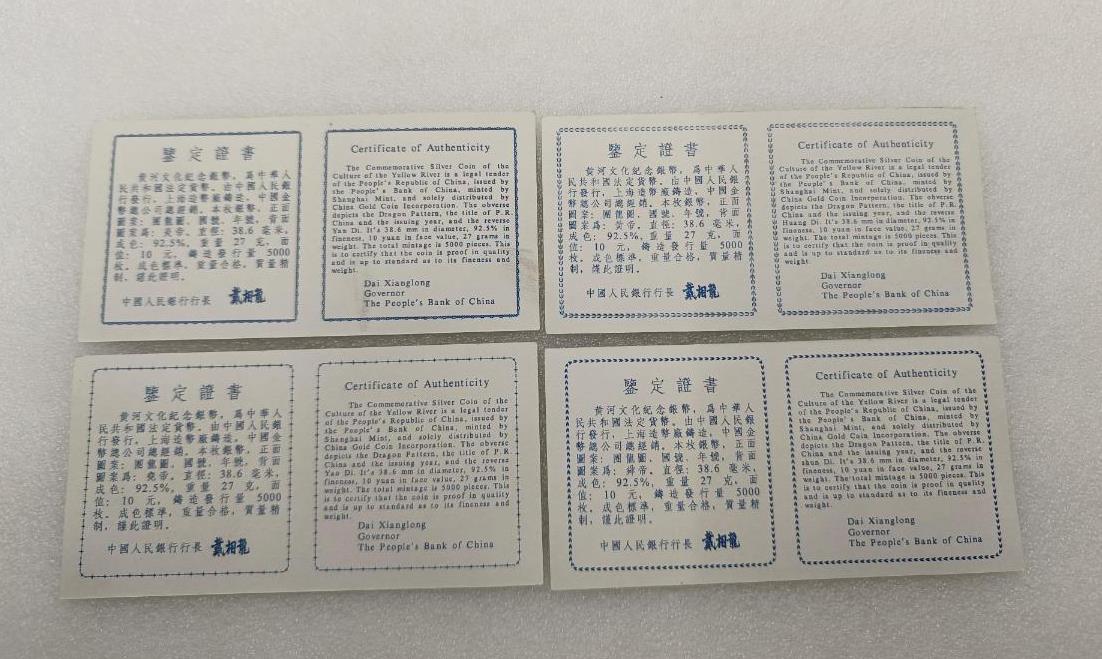 鑒定證書
黃河文化紀念銀幣，爲中華人
民共和國法定貨幣。由中國人民銀
行發行，上海造幣廠鑄造，中國金
幣總公司總經銷。本枚銀幣，正面
圖案：團龍圖、國號、年號，背面
圖案爲：炎帝。直徑：38.6 毫米，
成色：92.5%，重量 27 克，面
值：10 元，鑄造發行量 5000
枚。成色標準，重量合格，質量精
制，謹此證明。
中國人民銀行行長 戴相龍
Certificate of Authenticity
The Commemorative Silver Coin of the
Culture of the Yellow River is a legal tender
of the People's Republic of China, issued by
the People's Bank of China, minted by
Shanghai Mint, and solely distributed by
China Gold Coin Incorporation. The obverse
depicts the Dragon Pattern, the title of P.R.
China and the issuing year, and the reverse
Yan Di. It's 38.6 mm in diameter, 92.5% in
fineness, 10 yuan in face value, 27 grams in
weight. The total mintage is 5000 pieces. This
is to certify that the coin is proof in quality
and is up to standard as to its fineness and
weight.
Dai Xianglong
Governor
The People's Bank of China
鑒定證書
黃河文化紀念銀幣，爲中華人
民共和國法定貨幣。由中國人民銀
行發行，上海造幣廠鑄造，中國金
幣總公司總經銷。本枚銀幣，正面
圖案：團龍圖、國號、年號，背面
圖案爲：黃帝。直徑：38.6 毫米，
成色：92.5%，重量 27 克，面
值：10 元，鑄造發行量 5000
枚。成色標準，重量合格，質量精
制，謹此證明。
中國人民銀行行長 戴相龍
Certificate of Authenticity
The Commemorative Silver Coin of the
Culture of the Yellow River is a legal tender
of the People's Republic of China, issued by
the People's Bank of China, minted by
Shanghai Mint, and solely distributed by
China Gold Coin Incorporation. The obverse
depicts the Dragon Pattern, the title of P.R.
China and the issuing year, and the reverse
Huang Di. It's 38.6 mm in diameter, 92.5% in
fineness, 10 yuan in face value, 27 grams in
weight. The total mintage is 5000 pieces. This
is to certify that the coin is proof in quality
and is up to standard as to its fineness and
weight.
Dai Xianglong
Governor
The People's Bank of China
鑒定證書
黃河文化紀念銀幣，爲中華人
民共和國法定貨幣。由中國人民銀
行發行，上海造幣廠鑄造，中國金
幣總公司總經銷。本枚銀幣，正面
圖案：團龍圖、國號、年號，背面
圖案爲：堯帝。直徑：38.6 毫米，
成色：92.5%，重量 27 克，面
值：10 元，鑄造發行量 5000
枚。成色標準，重量合格，質量精
制，謹此證明。
中國人民銀行行長 戴相龍
Certificate of Authenticity
The Commemorative Silver Coin of the
Culture of the Yellow River is a legal tender
of the People's Republic of China, issued by
the People's Bank of China, minted by
Shanghai Mint, and solely distributed by
China Gold Coin Incorporation. The obverse
depicts the Dragon Pattern, the title of P.R.
China and the issuing year, and the reverse
Yao Di. It's 38.6 mm in diameter, 92.5% in
fineness, 10 yuan in face value, 27 grams in
weight. The total mintage is 5000 pieces. This
is to certify that the coin is proof in quality
and is up to standard as to its fineness and
weight.
Dai Xianglong
Governor
The People's Bank of China
鑒定證書
黃河文化紀念銀幣，爲中華人
民共和國法定貨幣。由中國人民銀
行發行，上海造幣廠鑄造，中國金
幣總公司總經銷。本枚銀幣，正面
圖案：團龍圖、國號、年號，背面
圖案爲：舜帝。直徑：38.6 毫米，
成色：92.5%，重量 27 克，面
值：10 元，鑄造發行量 5000
枚。成色標準，重量合格，質量精
制，謹此證明。
中國人民銀行行長 戴相龍
Certificate of Authenticity
The Commemorative Silver Coin of the
Culture of the Yellow River is a legal tender
of the People's Republic of China, issued by
the People's Bank of China, minted by
Shanghai Mint, and solely distributed by
China Gold Coin Incorporation. The obverse
depicts the Dragon Pattern, the title of P.R.
China and the issuing year, and the reverse
shun Di. It's 38.6 mm in diameter, 92.5% in
fineness, 10 yuan in face value, 27 grams in
weight. The total mintage is 5000 pieces. This
is to certify that the coin is proof in quality
and is up to standard as to its fineness and
weight.
Dai Xianglong
Governor
The People's Bank of China